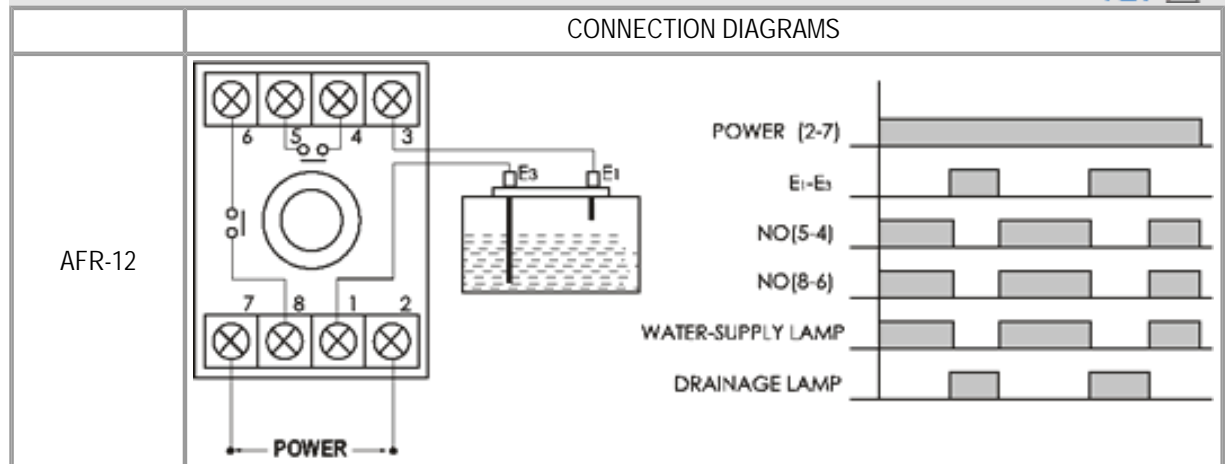 CONNECTION DIAGRAMS
AFR-12
6 5 4 3
E3 E1
7 8 1 2
POWER
POWER (2-7)
E1-E3
NO(5-4)
NO(8-6)
WATER-SUPPLY LAMP
DRAINAGE LAMP